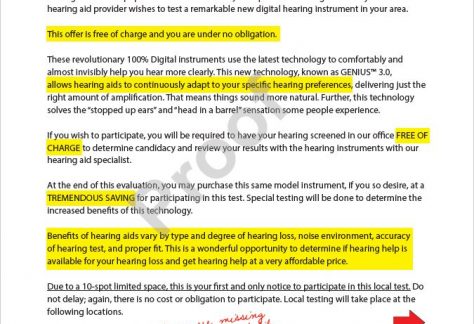 hearing aid provider wishes to test a remarkable new digital hearing instrument in your area.
This offer is free of charge and you are under no obligation.
These revolutionary 100% Digital instruments use the latest technology to comfortably and
almost invisibly help you hear more clearly. This new technology, known as GENIUS™ 3.0,
allows hearing aids to continuously adapt to your specific hearing preferences, delivering just
the right amount of amplification. That means sounds are more natural. Further, this technology
solves the “stopped up ears” and “head in a barrel” sensations some people experience.
If you wish to participate, you will be required to have your hearing screened in our office FREE OF
CHARGE to determine candidacy and review your results with the hearing instruments with our
hearing aid specialist.
At the end of this evaluation, you may purchase this same model instrument, if you so desire, at a
TREMENDOUS SAVING for participating in this test. Special testing will be done to determine the
increased benefits of this technology.
Benefits of hearing aids vary by type and degree of hearing loss, noise environment, accuracy
of hearing test, and proper fit. This is a wonderful opportunity to determine if hearing help is
available for your hearing loss and get hearing help at a very affordable price.
Due to a 10-spot limited space, this is your first and only notice to participate in this local test. Do
not delay; again, there is no cost or obligation to participate. Local testing will take place at the
following locations.
missing
Proof